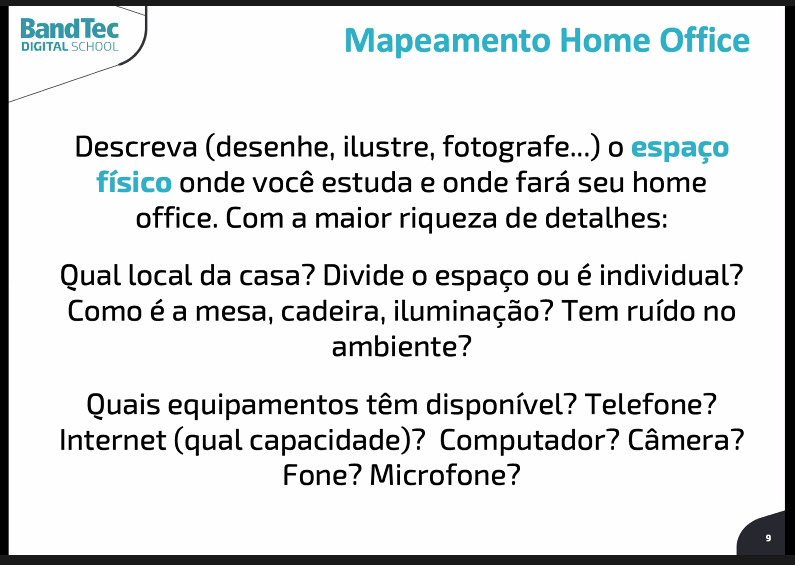 BandTec
DIGITAL SCHOOL
Mapeamento Home Office
Descreva (desenhe, ilustre, fotografe...) o espaço
físico onde você estuda e onde fará seu home
office. Com a maior riqueza de detalhes:
Qual local da casa? Divide o espaço ou é individual?
Como é a mesa, cadeira, iluminação? Tem ruído no
ambiente?
Quais equipamentos têm disponível? Telefone?
Internet (qual capacidade)? Computador? Câmera?
Fone? Microfone?
9